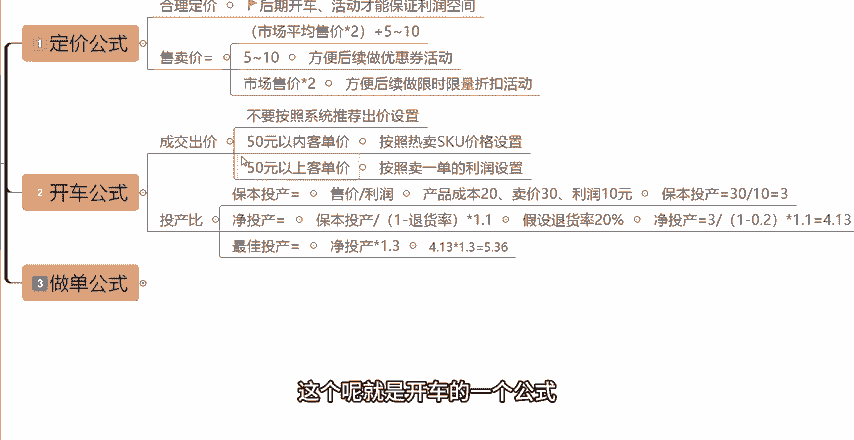 合理定价 后期开车、活动才能保证利润空间
1 定价公式
(市场平均售价*2)+5~10
售卖价= 5~10 方便后续做优惠券活动
市场售价*2 方便后续做限时限量折扣活动
不要按照系统推荐出价设置
成交出价 50元以内客单价 按照热卖SKU价格设置
50元以上客单价 按照卖一单的利润设置
2 开车公式
保本投产= 售价/利润 产品成本20、卖价30、利润10元 保本投产=30/10=3
投产比 净投产= 保本投产/(1-退货率)*1.1 假设退货率20% 净投产=3/(1-0.2)*1.1=4.13
最佳投产= 净投产*1.3 4.13*1.3=5.36
3 做单公式
这个呢就是开车的一个公式